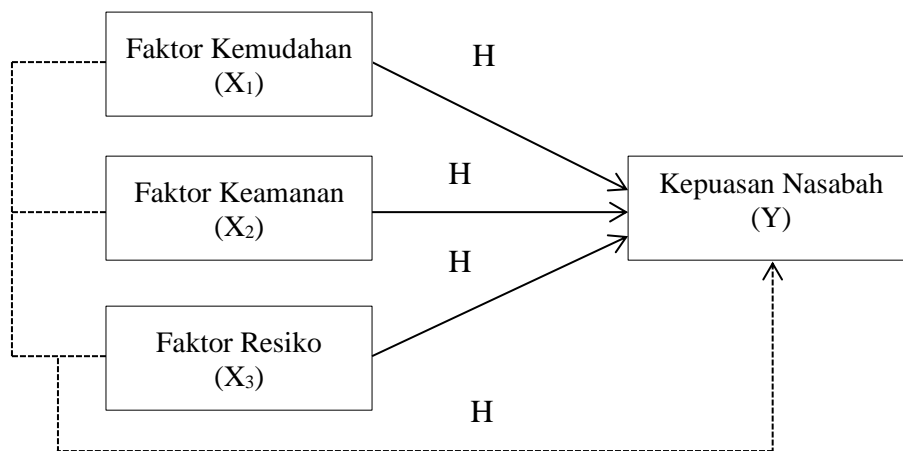 Faktor Kemudahan
(X₁)
H
Faktor Keamanan
(X₂)
H
Kepuasan Nasabah
(Y)
H
Faktor Resiko
(X₃)
H